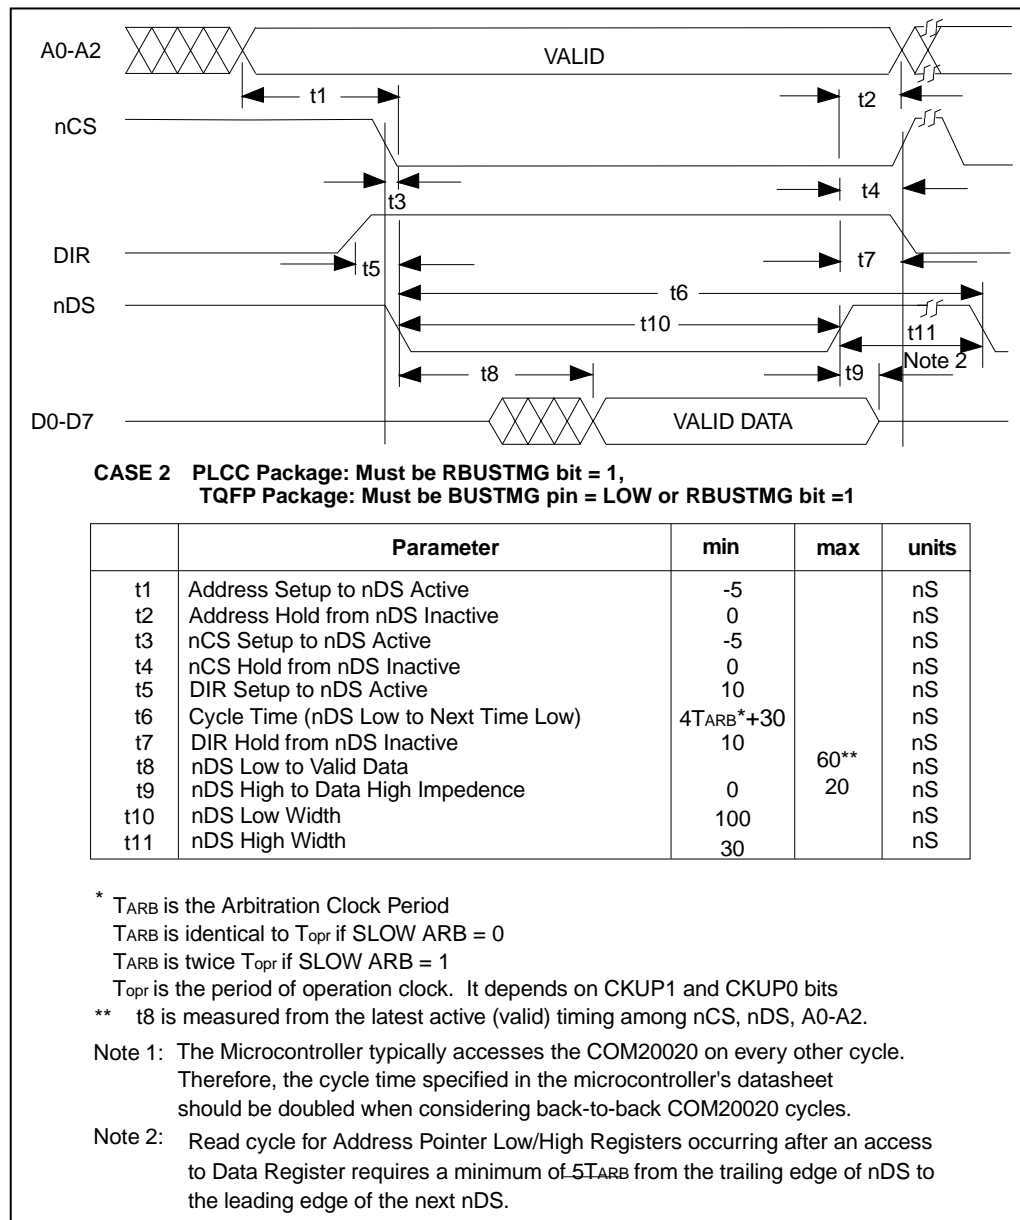 A0-A2
VALID
t1
t2
nCS
t3
t4
DIR
t5
t7
t6
nDS
t10
t11
Note 2
t8
t9
D0-D7
VALID DATA
CASE 2 PLCC Package: Must be RBUSTMG bit = 1,
TQFP Package: Must be BUSTMG pin = LOW or RBUSTMG bit =1
Parameter min max units
t1 Address Setup to nDS Active -5 nS
t2 Address Hold from nDS Inactive 0 nS
t3 nCS Setup to nDS Active -5 nS
t4 nCS Hold from nDS Inactive 0 nS
t5 DIR Setup to nDS Active 10 nS
t6 Cycle Time (nDS Low to Next Time Low) 4TARB*+30 nS
t7 DIR Hold from nDS Inactive 10 nS
t8 nDS Low to Valid Data 60** nS
t9 nDS High to Data High Impedence 0 20 nS
t10 nDS Low Width 100 nS
t11 nDS High Width 30 nS
* TARB is the Arbitration Clock Period
TARB is identical to Topr if SLOW ARB = 0
TARB is twice Topr if SLOW ARB = 1
Topr is the period of operation clock. It depends on CKUP1 and CKUP0 bits
** t8 is measured from the latest active (valid) timing among nCS, nDS, A0-A2.
Note 1: The Microcontroller typically accesses the COM20020 on every other cycle.
Therefore, the cycle time specified in the microcontroller's datasheet
should be doubled when considering back-to-back COM20020 cycles.
Note 2: Read cycle for Address Pointer Low/High Registers occurring after an access
to Data Register requires a minimum of 5TARB from the trailing edge of nDS to
the leading edge of the next nDS.